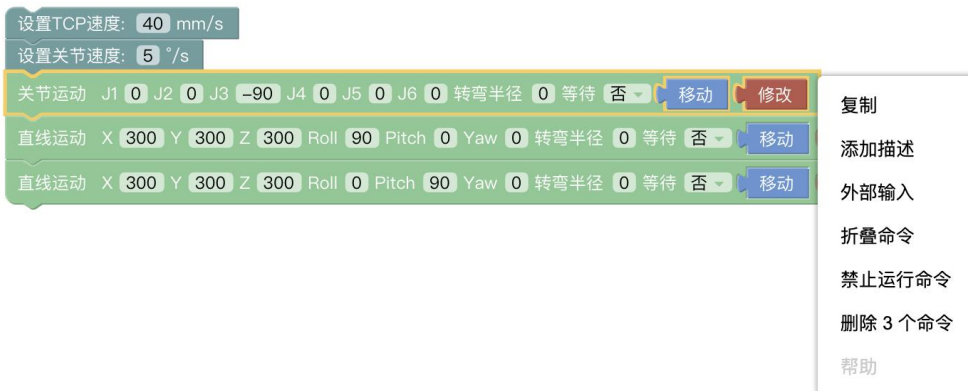 设置TCP速度: 40 mm/s
设置关节速度: 5 °/s
关节运动 J1 0 J2 0 J3 -90 J4 0 J5 0 J6 0 转弯半径 0 等待 否 移动 修改
直线运动 X 300 Y 300 Z 300 Roll 90 Pitch 0 Yaw 0 转弯半径 0 等待 否 移动
直线运动 X 300 Y 300 Z 300 Roll 0 Pitch 90 Yaw 0 转弯半径 0 等待 否 移动
复制
添加描述
外部输入
折叠命令
禁止运行命令
删除 3 个命令
帮助